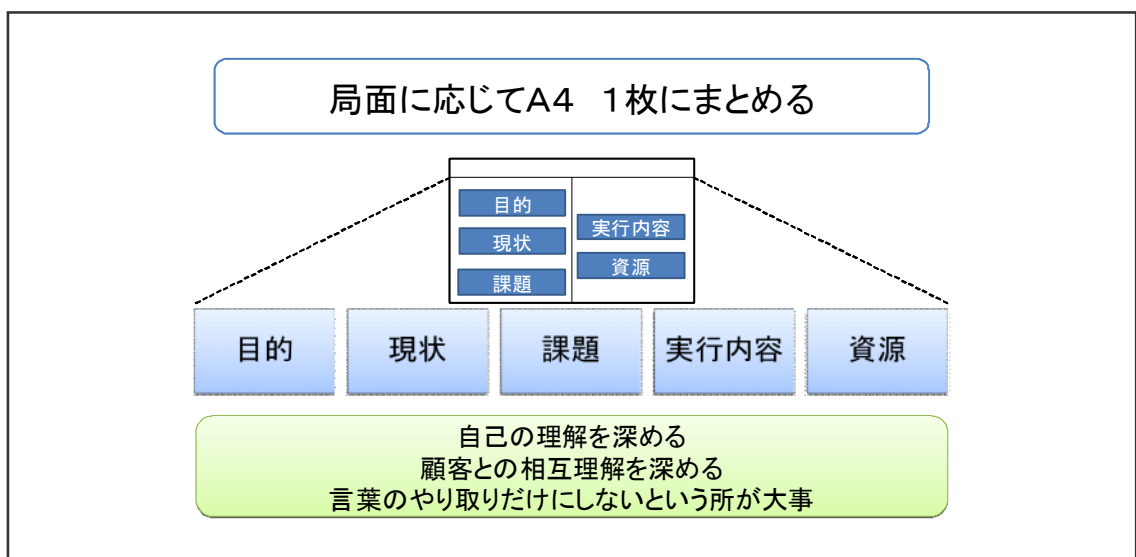 局面に応じてA4　1枚にまとめる
目的
現状
課題
実行内容
資源
目的
現状
課題
実行内容
資源
自己の理解を深める
顧客との相互理解を深める
言葉のやり取りだけにしないという所が大事